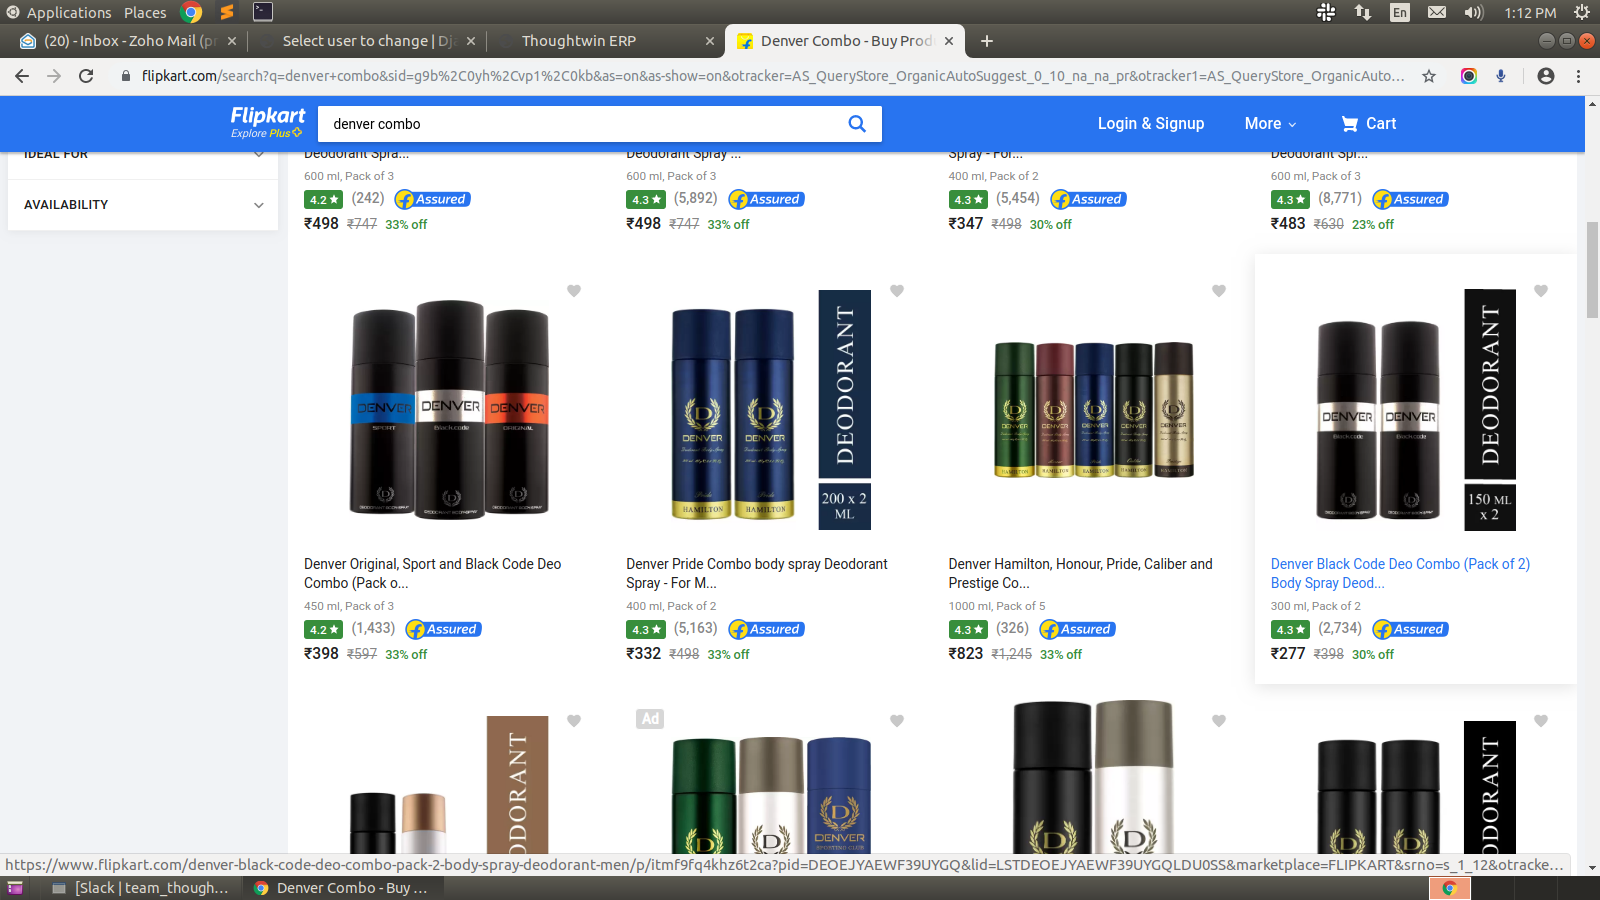 Applications Places 1:12 PM
En
(20) - Inbox - Zoho Mail (pr
Select user to change | Dja
Thoughtwin ERP
Denver Combo - Buy Prod
flipkart.com/search?q=denver+combo&sid=g9b%2C0yh%2Cvp1%2C0kb&as=on&as-show=on&otracker=AS_QueryStore_OrganicAutoSuggest_0_10_na_na_pr&otracker1=AS_QueryStore_OrganicAuto...
Flipkart
Explore Plus
denver combo
Login & Signup
More
Cart
IDEAL FOR
AVAILABILITY
Deodorant Spra...
600 ml, Pack of 3
4.2 ★ (242) Assured
₹498 ₹747 33% off
Deodorant Spray ...
600 ml, Pack of 3
4.3 ★ (5,892) Assured
₹498 ₹747 33% off
Spray - For...
400 ml, Pack of 2
4.3 ★ (5,454) Assured
₹347 ₹498 30% off
Deodorant Spr...
600 ml, Pack of 3
4.3 ★ (8,771) Assured
₹483 ₹630 23% off
DENVER DENVER DENVER
SPORT Black.code ORIGINAL
Denver Original, Sport and Black Code Deo
Combo (Pack o...
450 ml, Pack of 3
4.2 ★ (1,433) Assured
₹398 ₹597 33% off
DENVER DENVER
Pride Pride
HAMILTON HAMILTON
DEODORANT
200 x 2
ML
Denver Pride Combo body spray Deodorant
Spray - For M...
400 ml, Pack of 2
4.3 ★ (5,163) Assured
₹332 ₹498 33% off
DENVER DENVER DENVER DENVER DENVER
HAMILTON HAMILTON HAMILTON HAMILTON HAMILTON
Denver Hamilton, Honour, Pride, Caliber and
Prestige Co...
1000 ml, Pack of 5
4.3 ★ (326) Assured
₹823 ₹1,245 33% off
DENVER DENVER
Black.code Black.code
DEODORANT
150 ML
x 2
Denver Black Code Deo Combo (Pack of 2)
Body Spray Deod...
300 ml, Pack of 2
4.3 ★ (2,734) Assured
₹277 ₹398 30% off
ODORANT
Ad
DENVER
SPORTING CLUB
ODORANT
https://www.flipkart.com/denver-black-code-deo-combo-pack-2-body-spray-deodorant-men/p/itmf9fq4khz6t2ca?pid=DEOEJYAEWF39UYGQ&lid=LSTDEOEJYAEWF39UYGQLDU0SS&marketplace=FLIPKART&srno=s_1_12&otracke...
[Slack | team_though...
Denver Combo - Buy ...